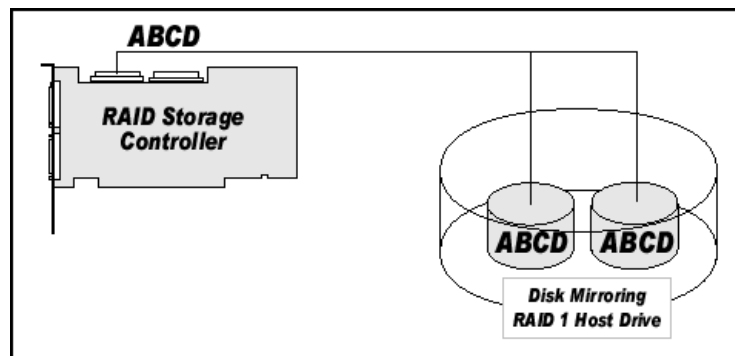 ABCD
RAID Storage
Controller
ABCD ABCD
Disk Mirroring
RAID 1 Host Drive